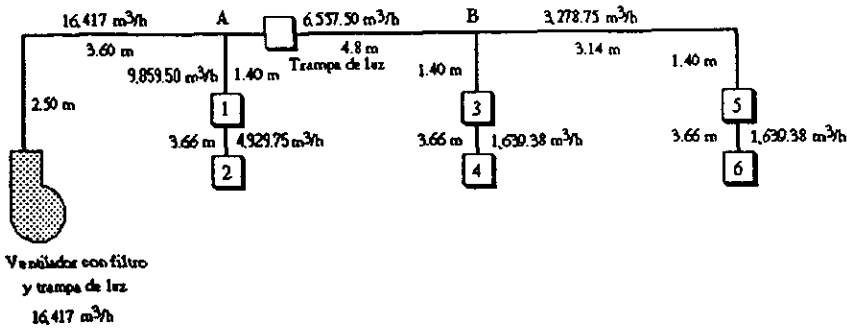 16,417 m³/h
A
6,557.50 m³/h
B
3,278.75 m³/h
3.60 m
4.8 m
3.14 m
Trampa de luz
9,859.50 m³/h
1.40 m
1.40 m
1.40 m
2.50 m
1
3
5
3.66 m
4,929.75 m³/h
3.66 m
1,639.38 m³/h
3.66 m
1,639.38 m³/h
2
4
6
Ventilador con filtro
y trampa de luz
16,417 m³/h